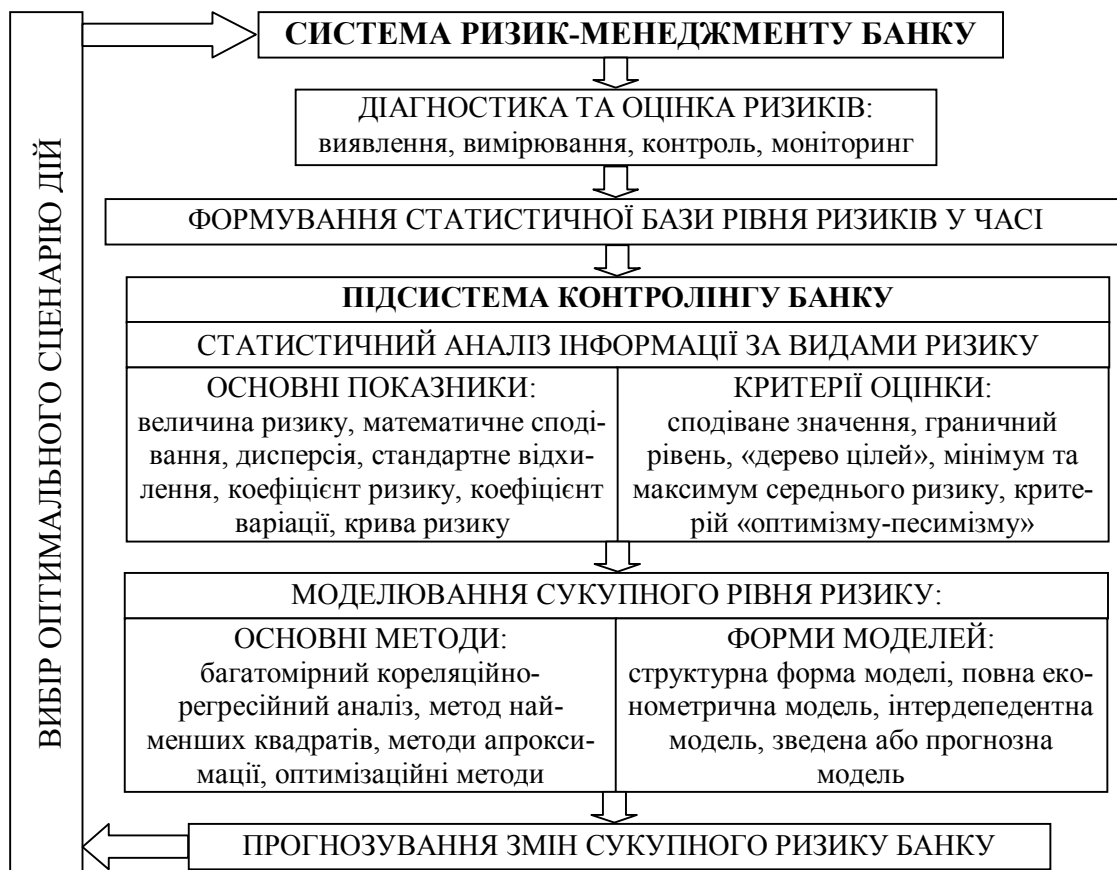 ВИБІР ОПТИМАЛЬНОГО СЦЕНАРІЮ ДІЙ
СИСТЕМА РИЗИК-МЕНЕДЖМЕНТУ БАНКУ
ДІАГНОСТИКА ТА ОЦІНКА РИЗИКІВ:
виявлення, вимірювання, контроль, моніторинг
ФОРМУВАННЯ СТАТИСТИЧНОЇ БАЗИ РІВНЯ РИЗИКІВ У ЧАСІ
ПІДСИСТЕМА КОНТРОЛІНГУ БАНКУ
СТАТИСТИЧНИЙ АНАЛІЗ ІНФОРМАЦІЇ ЗА ВИДАМИ РИЗИКУ
ОСНОВНІ ПОКАЗНИКИ:
величина ризику, математичне споді-
вання, дисперсія, стандартне відхи-
лення, коефіцієнт ризику, коефіцієнт
варіації, крива ризику
КРИТЕРІЇ ОЦІНКИ:
сподіване значення, граничний
рівень, «дерево цілей», мінімум та
максимум середнього ризику, крите-
рій «оптимізму-песимізму»
МОДЕЛЮВАННЯ СУКУПНОГО РІВНЯ РИЗИКУ:
ОСНОВНІ МЕТОДИ:
багатомірний кореляційно-
регресійний аналіз, метод най-
менших квадратів, методи апрокси-
мації, оптимізаційні методи
ФОРМИ МОДЕЛЕЙ:
структурна форма моделі, повна еко-
нометрична модель, інтердепедентна
модель, зведена або прогнозна
модель
ПРОГНОЗУВАННЯ ЗМІН СУКУПНОГО РИЗИКУ БАНКУ